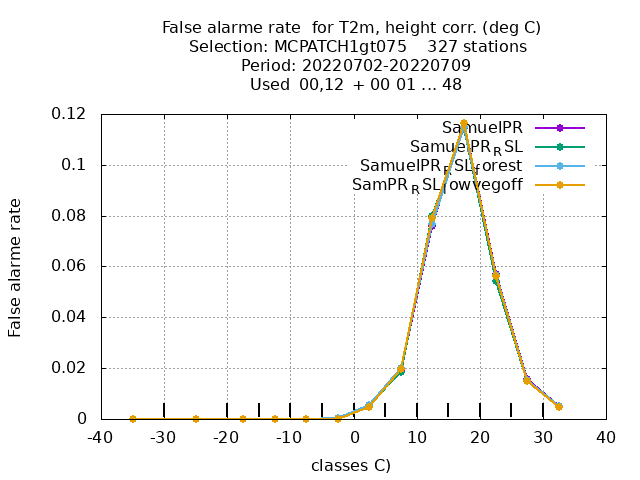 False alarme rate  for T2m, height corr. (deg C)
Selection: MCPATCH1gt075    327 stations
Period: 20220702-20220709
Used  00,12  + 00 01 ... 48
SamuelPR
SamuelPR_RSL
SamuelPR_RSL_forest
SamPR_RSL_lowvegoff
False alarme rate
0.12
0.1
0.08
0.06
0.04
0.02
0
-40 -30 -20 -10 0 10 20 30 40
classes C)